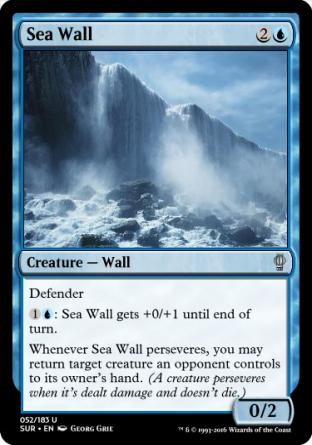 Sea Wall 2
Creature — Wall
Defender
1 : Sea Wall gets +0/+1 until end of
turn.
Whenever Sea Wall perseveres, you may
return target creature an opponent controls
to its owner's hand. (A creature perseveres
when it's dealt damage and doesn't die.)
0/2
052/183 U
SUR • EN Georg Grie ™ & © 1993-2016 Wizards of the Coast